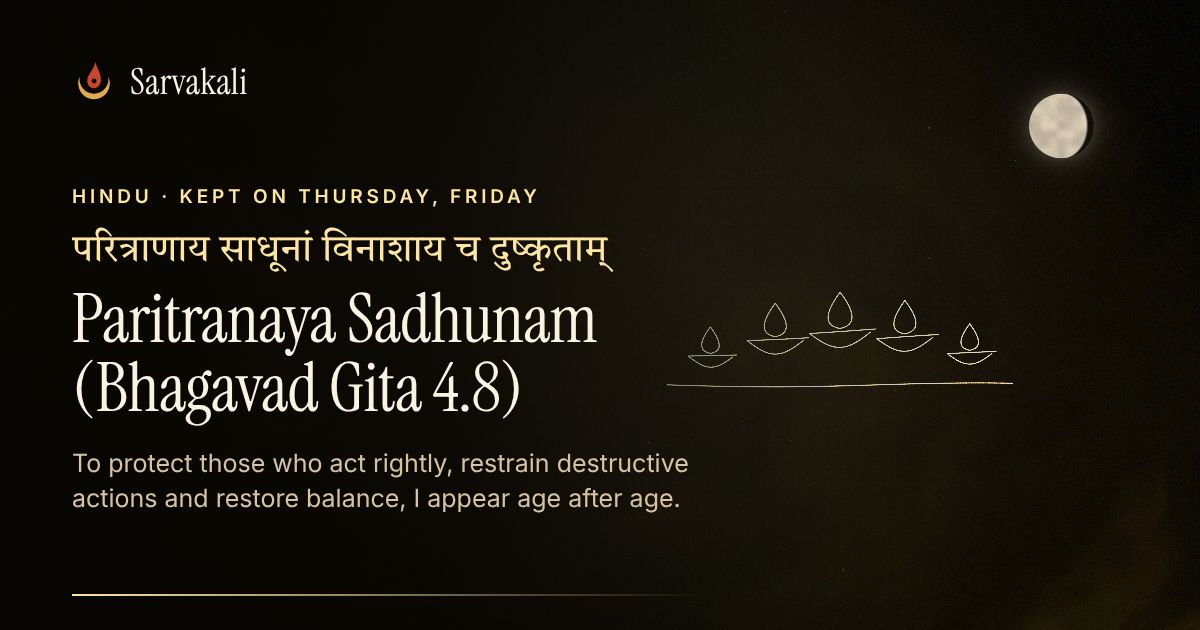 Sarvakali
HINDU · KEPT ON THURSDAY, FRIDAY
परित्राणाय साधूनां विनाशाय च दुष्कृताम्
Paritranaya Sadhunam
(Bhagavad Gita 4.8)
To protect those who act rightly, restrain destructive
actions and restore balance, I appear age after age.